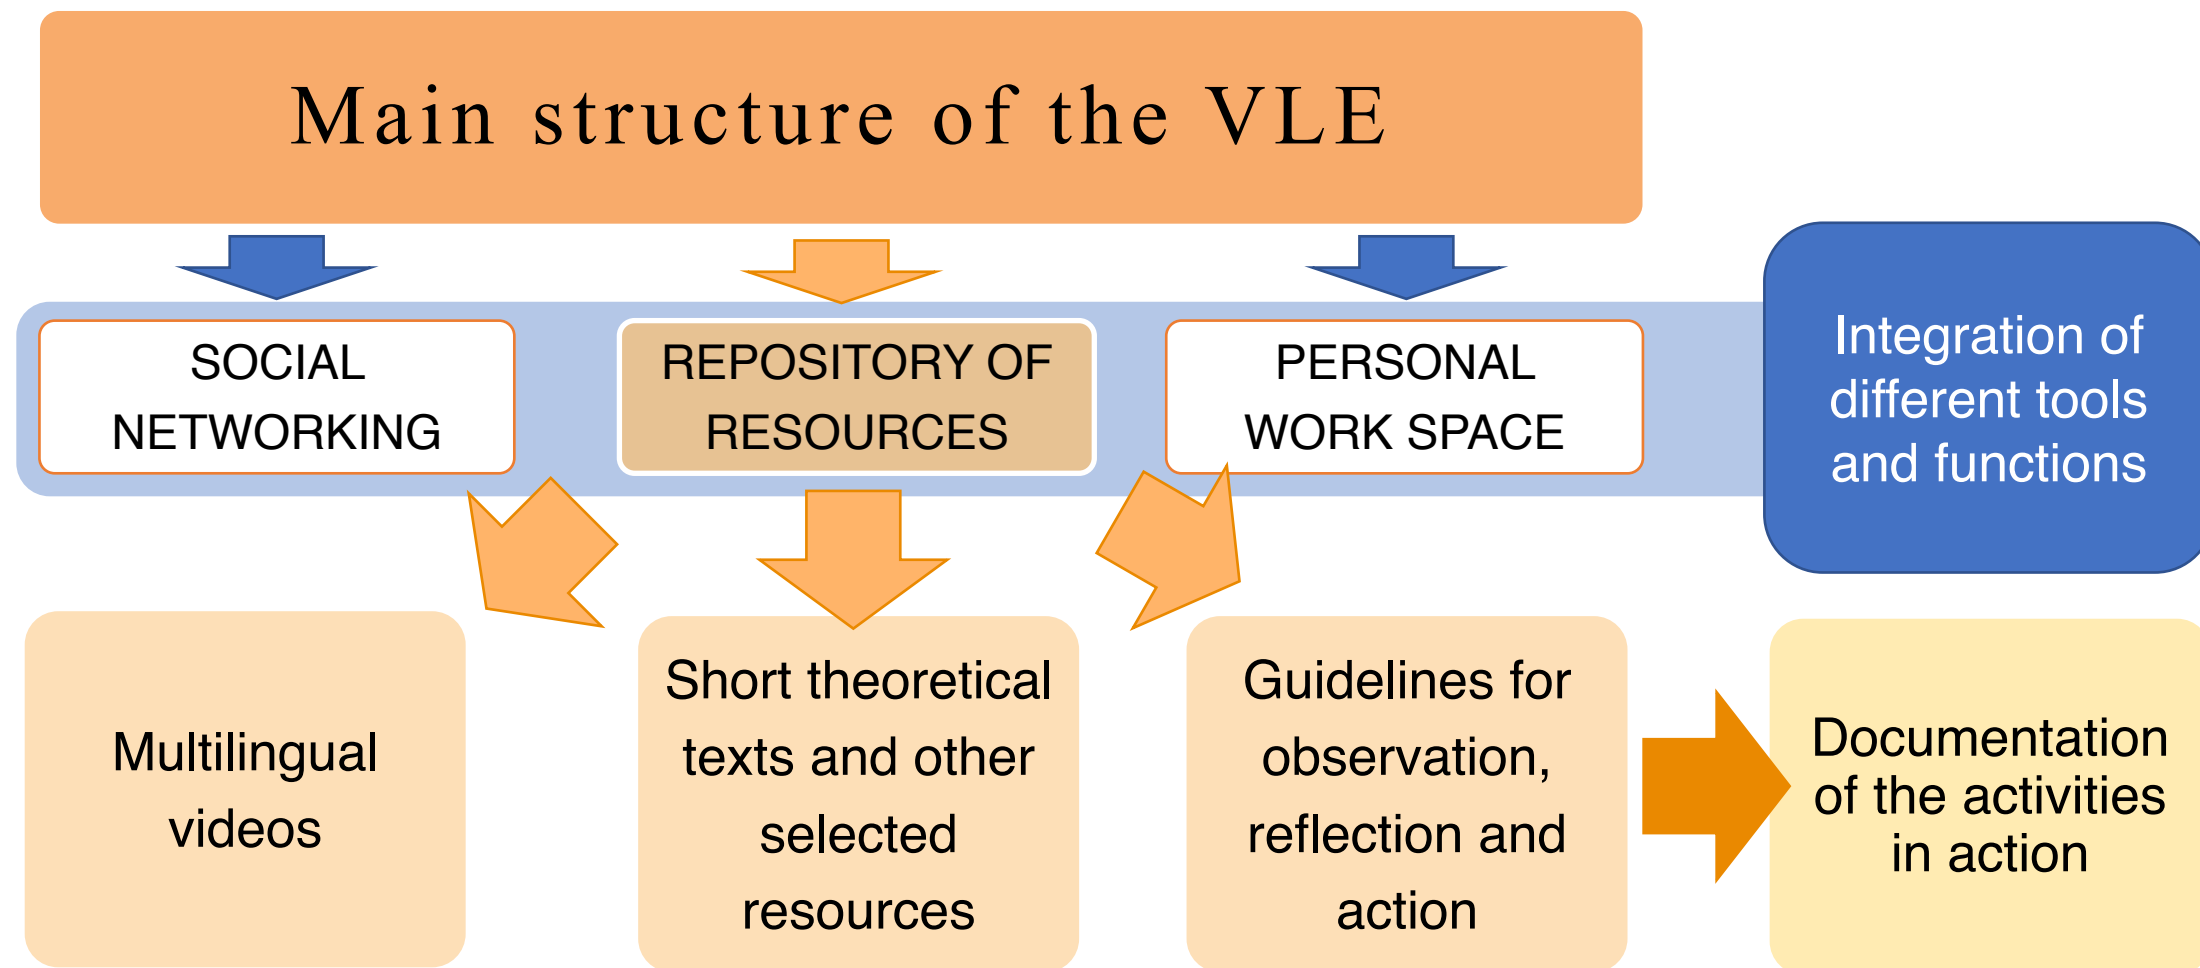 Main structure of the VLE
SOCIAL
NETWORKING
REPOSITORY OF
RESOURCES
PERSONAL
WORK SPACE
Integration of
different tools
and functions
Multilingual
videos
Short theoretical
texts and other
selected
resources
Guidelines for
observation,
reflection and
action
Documentation
of the activities
in action